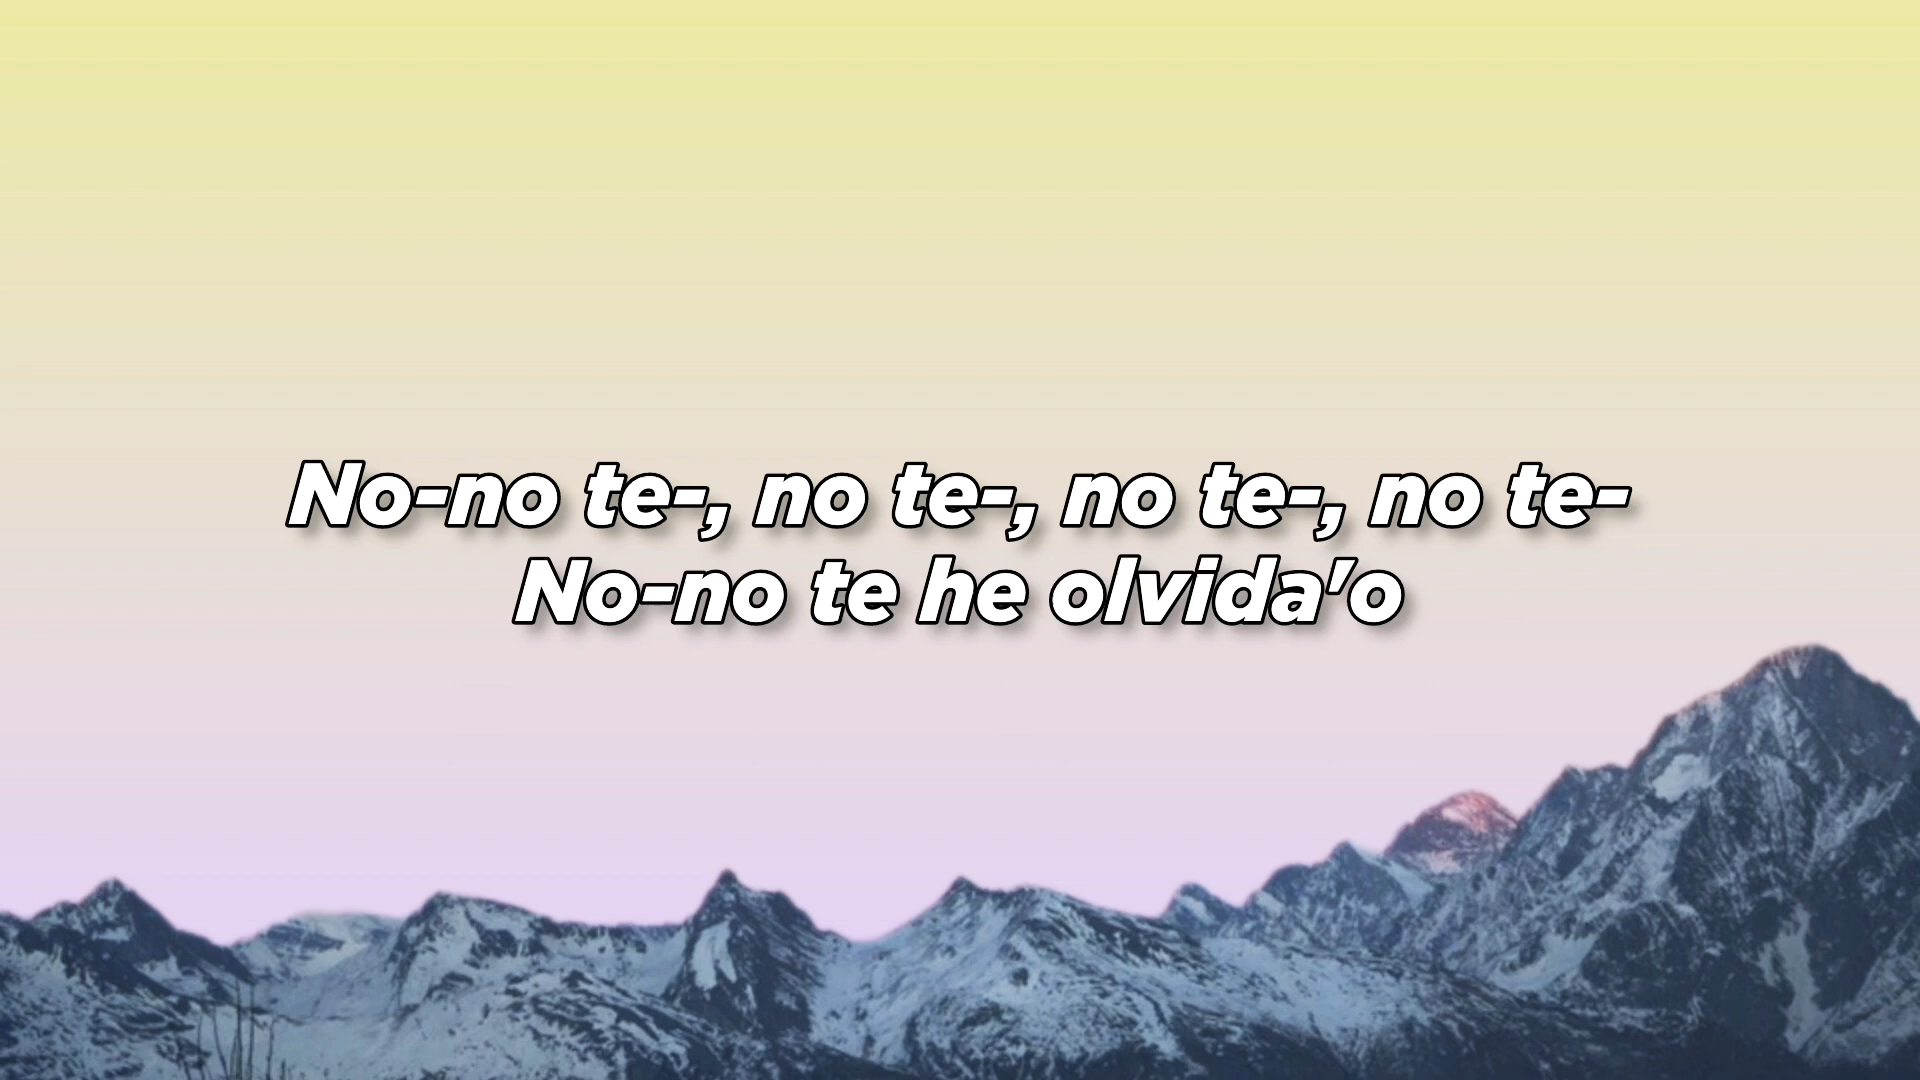 No-no te-, no te-, no te-, no te-
No-no te he olvida'o